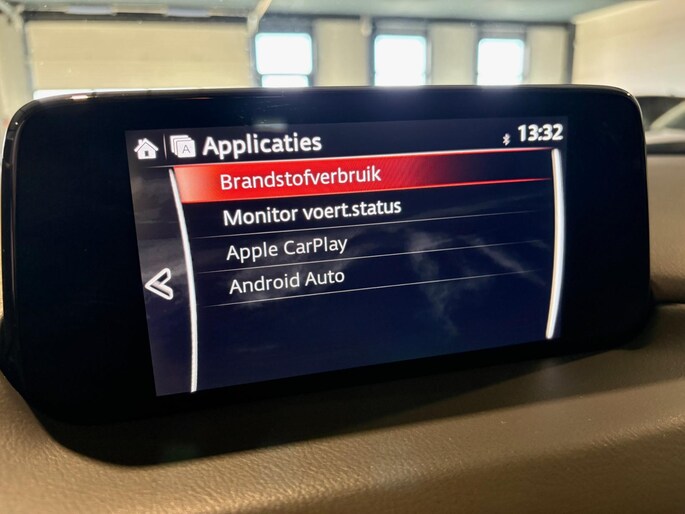 A Applicaties 13:32
Brandstofverbruik
Monitor voert.status
Apple CarPlay
Android Auto